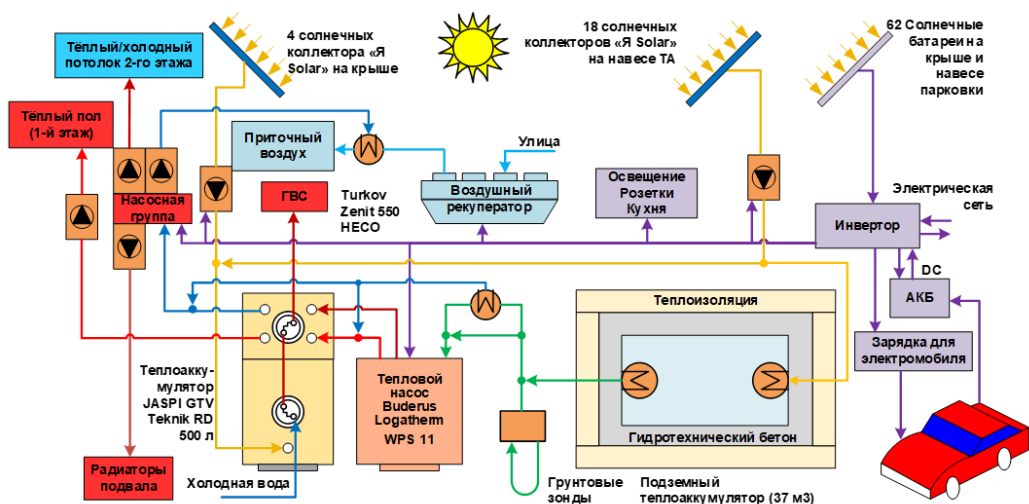 Тёплый/холодный
потолок 2-го этажа
4 солнечных
коллектора «Я
Solar» на крыше
18 солнечных
коллекторов «Я Solar»
на навесе ТА
62 Солнечные
батареи на
крыше и
навесе
парковки
Тёплый пол
(1-й этаж)
Приточный
воздух
Улица
Насосная
группа
ГВС
Turkov
Zenit 550
HECO
Воздушный
рекуператор
Освещение
Розетки
Кухня
Электрическая
сеть
Инвертор
DC
АКБ
Зарядка для
электромобиля
Теплоизоляция
Теплоакку-
мулятор
JASPI GTV
Teknik RD
500 л
Тепловой
насос
Buderus
Logatherm
WPS 11
Гидротехнический бетон
Радиаторы
подвала
Холодная вода
Грунтовые
зонды
Подземный
теплоаккумулятор (37 м3)